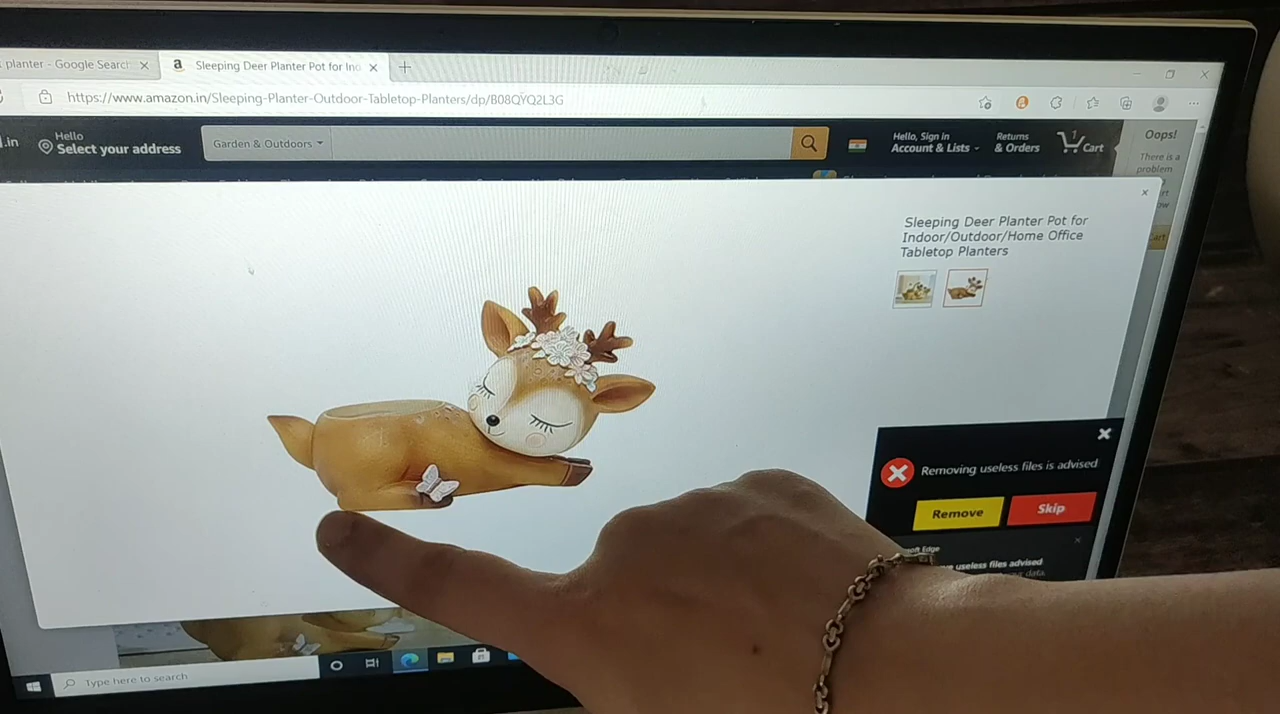 planter - Google Search
a Sleeping Deer Planter Pot for Ind
https://www.amazon.in/Sleeping-Planter-Outdoor-Tabletop-Planters/dp/B08QYQ2L3G
.in
Hello
Select your address
Garden & Outdoors
Hello, Sign in
Account & Lists
Returns
& Orders
1
Cart
Oops!
There is a
problem
Sleeping Deer Planter Pot for
Indoor/Outdoor/Home Office
Tabletop Planters
Removing useless files is advised
Remove
Skip
Edge
useless files advised
data
Type here to search